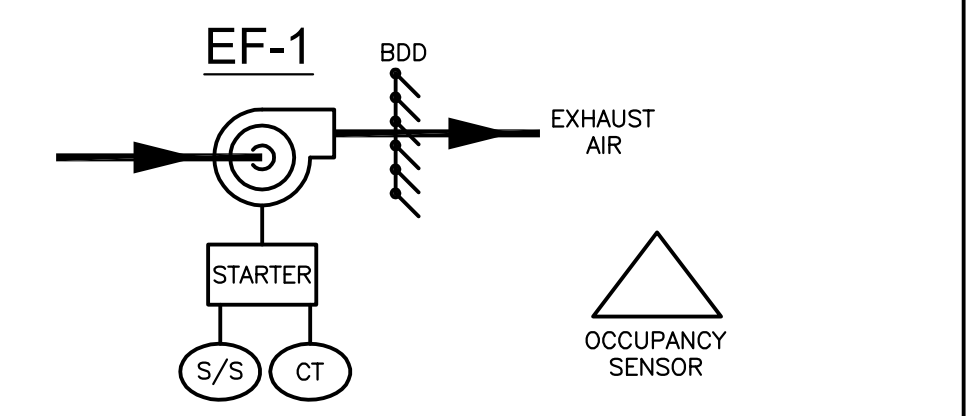 EF-1
BDD
EXHAUST
AIR
STARTER
S/S
CT
OCCUPANCY
SENSOR